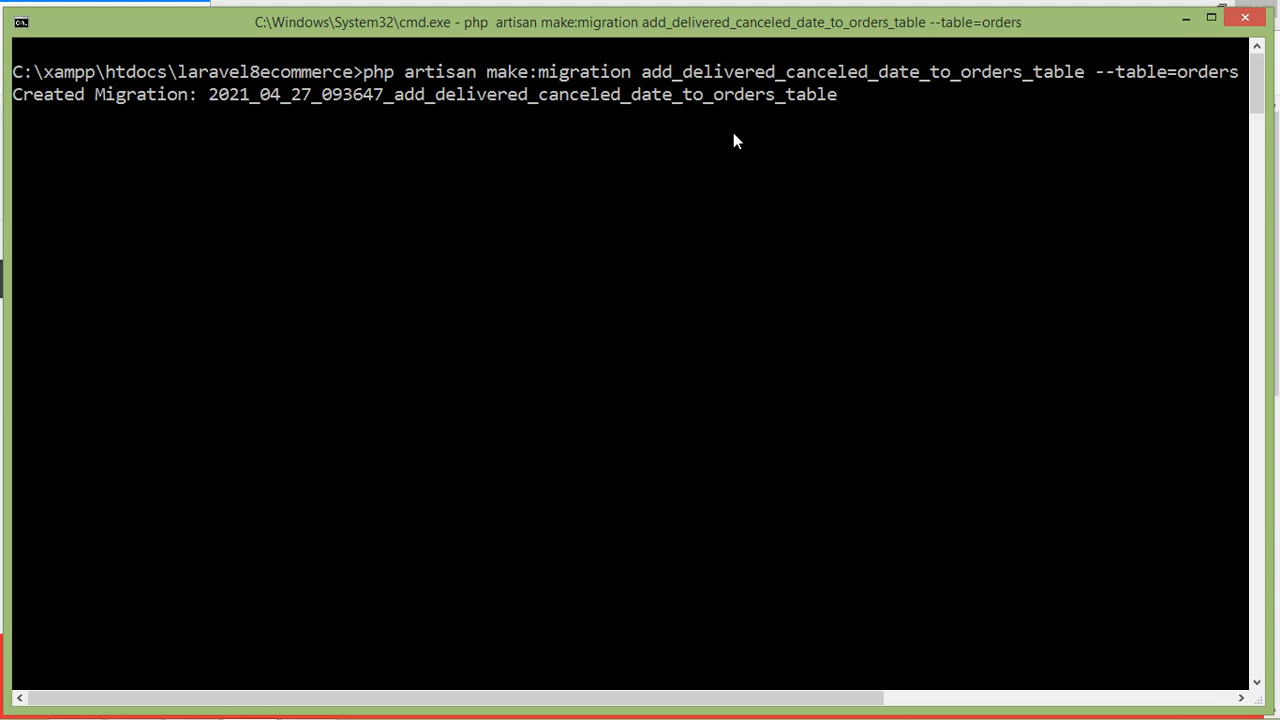 C:\Windows\System32\cmd.exe - php  artisan make:migration add_delivered_canceled_date_to_orders_table --table=orders
C:\xampp\htdocs\laravel8ecommerce>php artisan make:migration add_delivered_canceled_date_to_orders_table --table=orders
Created Migration: 2021_04_27_093647_add_delivered_canceled_date_to_orders_table